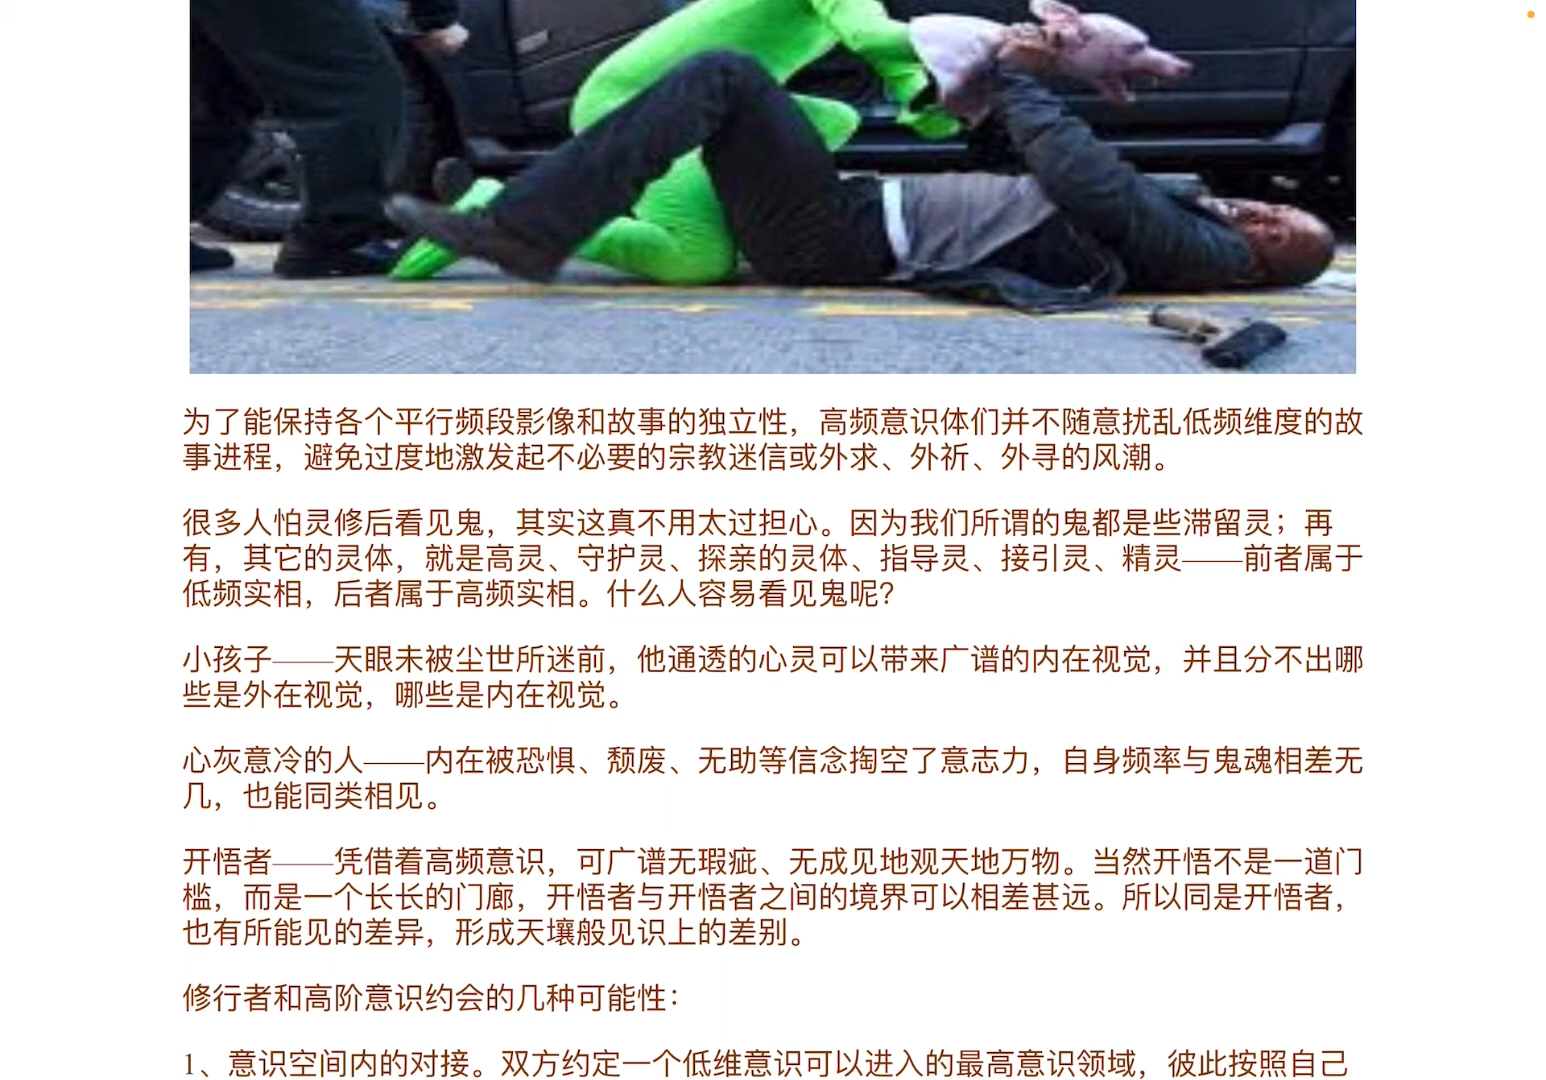 为了能保持各个平行频段影像和故事的独立性，高频意识体们并不随意扰乱低频维度的故
事进程，避免过度地激发起不必要的宗教迷信或外求、外祈、外寻的风潮。
很多人怕灵修后看见鬼，其实这真不用太过担心。因为我们所谓的鬼都是些滞留灵；再
有，其它的灵体，就是高灵、守护灵、探亲的灵体、指导灵、接引灵、精灵——前者属于
低频实相，后者属于高频实相。什么人容易看见鬼呢？
小孩子——天眼未被尘世所迷前，他通透的心灵可以带来广谱的内在视觉，并且分不出哪
些是外在视觉，哪些是内在视觉。
心灰意冷的人——内在被恐惧、颓废、无助等信念掏空了意志力，自身频率与鬼魂相差无
几，也能同类相见。
开悟者——凭借着高频意识，可广谱无瑕疵、无成见地观天地万物。当然开悟不是一道门
槛，而是一个长长的门廊，开悟者与开悟者之间的境界可以相差甚远。所以同是开悟者，
也有所能见的差异，形成天壤般见识上的差别。
修行者和高阶意识约会的几种可能性：
1、意识空间内的对接。双方约定一个低维意识可以进入的最高意识领域，彼此按照自己